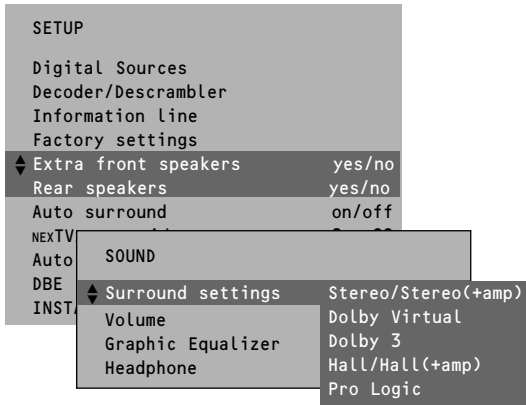 SETUP
Digital Sources
Decoder/Descrambler
Information line
Factory settings
Extra front speakers yes/no
Rear speakers yes/no
Auto surround on/off
NEXTV
Auto
DBE
SOUND
Surround settings Stereo/Stereo(+amp)
Dolby Virtual
Volume
Dolby 3
Graphic Equalizer
Hall/Hall(+amp)
Headphone
Pro Logic